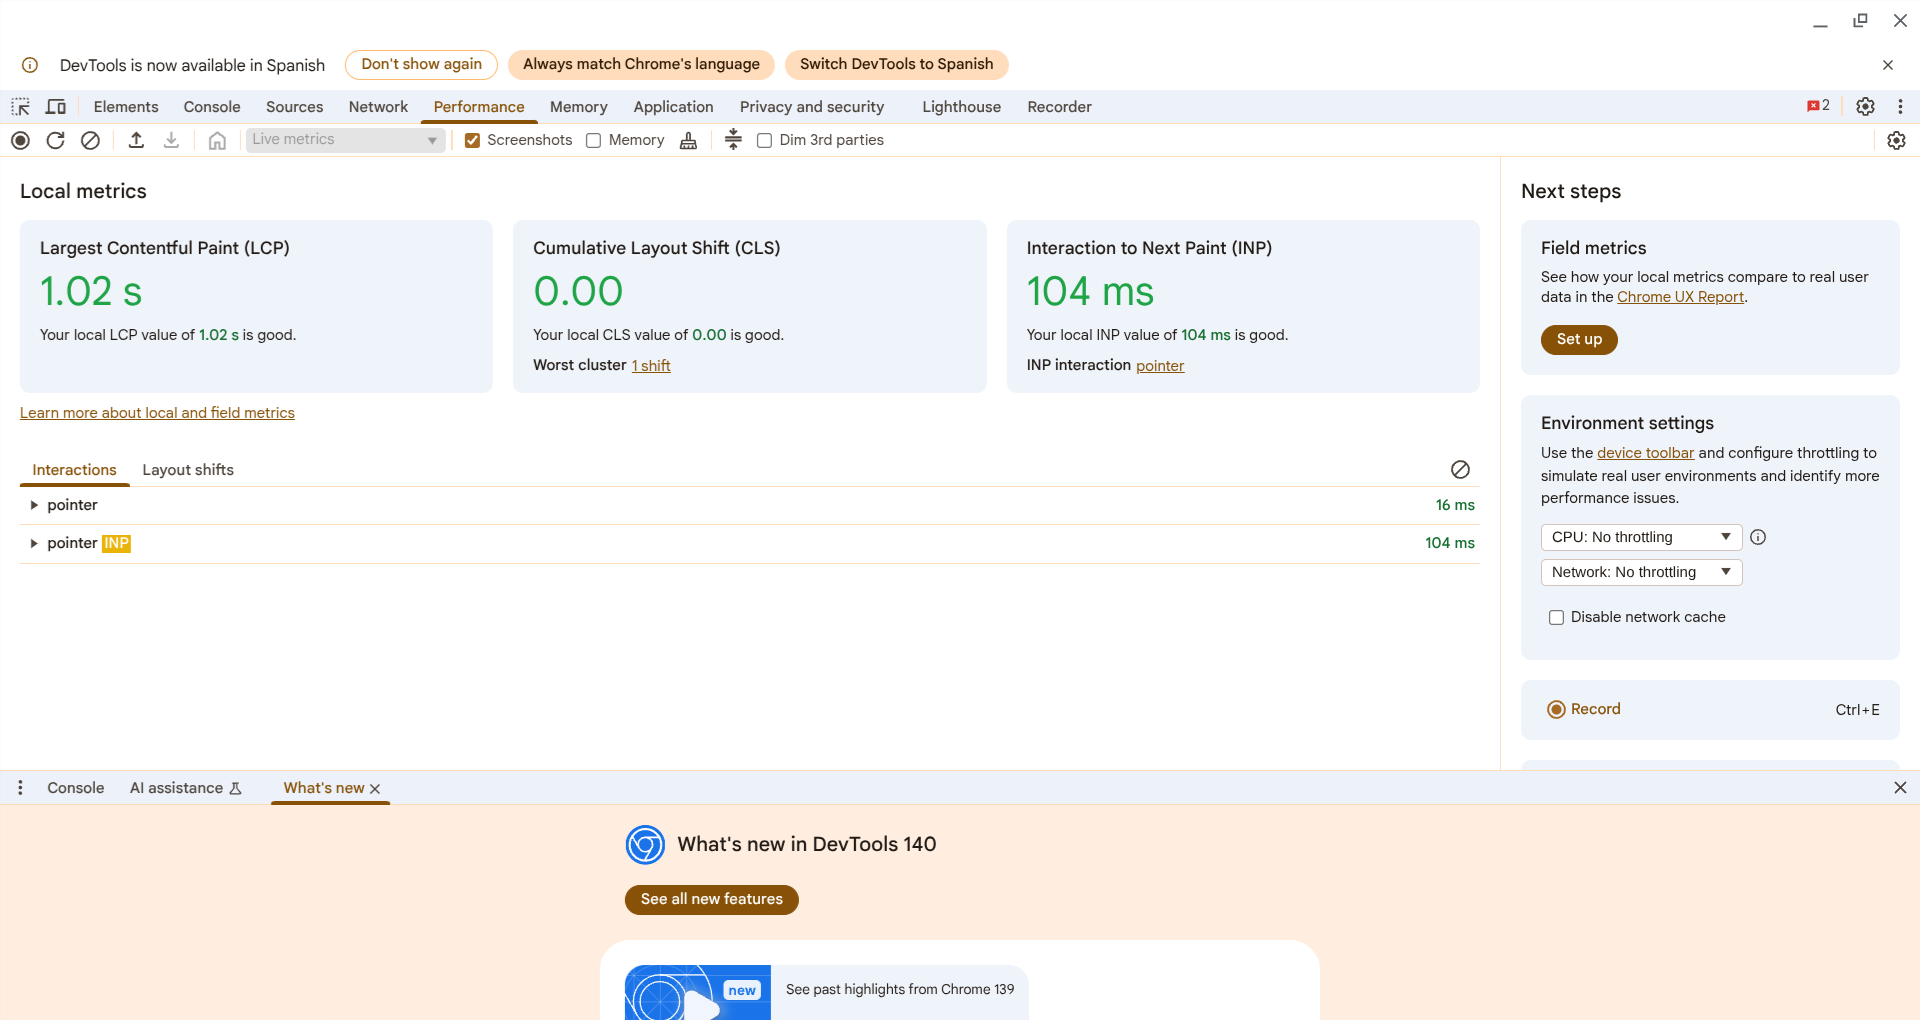 DevTools is now available in Spanish
Don't show again
Always match Chrome's language
Switch DevTools to Spanish
Elements
Console
Sources
Network
Performance
Memory
Application
Privacy and security
Lighthouse
Recorder
2
Live metrics
Screenshots
Memory
Dim 3rd parties
Local metrics
Largest Contentful Paint (LCP)
1.02 s
Your local LCP value of 1.02 s is good.
Cumulative Layout Shift (CLS)
0.00
Your local CLS value of 0.00 is good.
Worst cluster 1 shift
Interaction to Next Paint (INP)
104 ms
Your local INP value of 104 ms is good.
INP interaction pointer
Learn more about local and field metrics
Interactions
Layout shifts
pointer
16 ms
pointer INP
104 ms
Next steps
Field metrics
See how your local metrics compare to real user
data in the Chrome UX Report.
Set up
Environment settings
Use the device toolbar and configure throttling to
simulate real user environments and identify more
performance issues.
CPU: No throttling
Network: No throttling
Disable network cache
Record
Ctrl+E
Console
AI assistance
What's new
What's new in DevTools 140
See all new features
new
See past highlights from Chrome 139